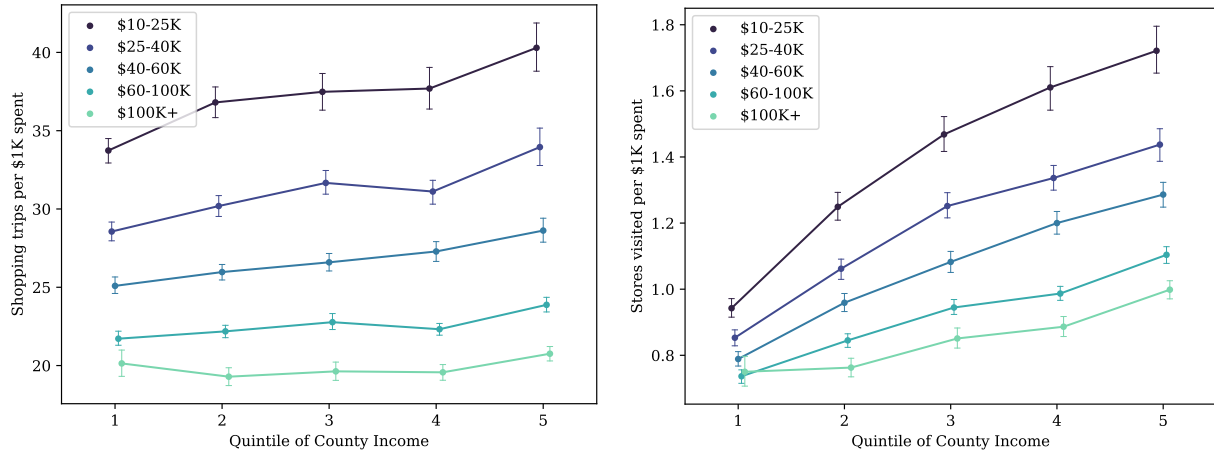 $10-25K
$25-40K
$40-60K
$60-100K
$100K+
40
35
30
25
20
Shopping trips per $1K spent
1 2 3 4 5
Quintile of County Income
$10-25K
$25-40K
$40-60K
$60-100K
$100K+
1.8
1.6
1.4
1.2
1.0
0.8
Stores visited per $1K spent
1 2 3 4 5
Quintile of County Income